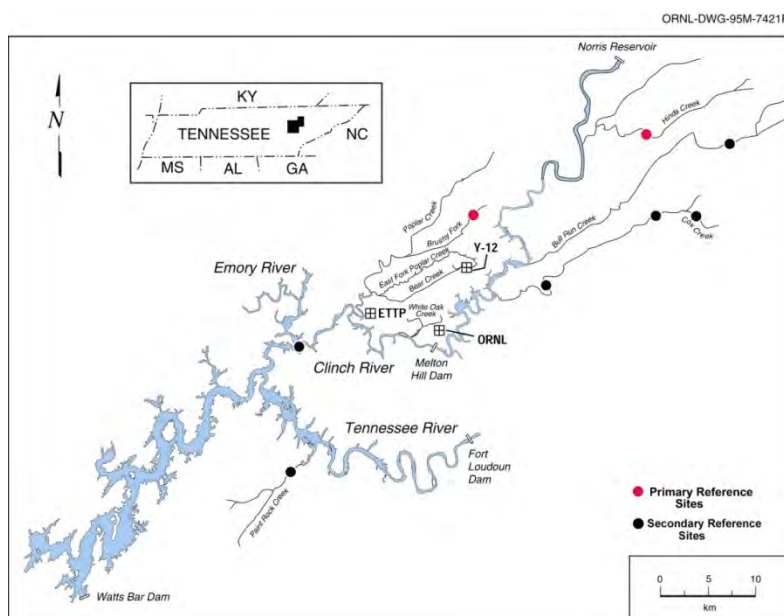 ORNL-DWG-95M-7421R
Norris Reservoir
N
KY
TENNESSEE
NC
MS
AL
GA
Hinds Creek
Poplar Creek
Brushy Fork
Bull Run Creek
Cox Creek
Y-12
East Fork Poplar Creek
Bear Creek
Emory River
ETTP
White Oak
Creek
ORNL
Clinch River
Melton
Hill Dam
Tennessee River
Fort
Loudoun
Dam
Paint Rock Creek
Primary Reference
Sites
Secondary Reference
Sites
Watts Bar Dam
0 5 10
km